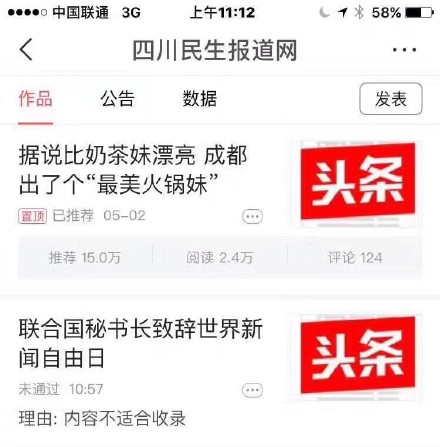 中国联通 3G 上午11:12 58%
四川民生报道网
作品 公告 数据 发表
据说比奶茶妹漂亮 成都
出了个“最美火锅妹”
置顶 已推荐 05-02
头条
推荐 15.0万 阅读 2.4万 评论 124
联合国秘书长致辞世界新
闻自由日
未通过 10:57
理由: 内容不适合收录
头条